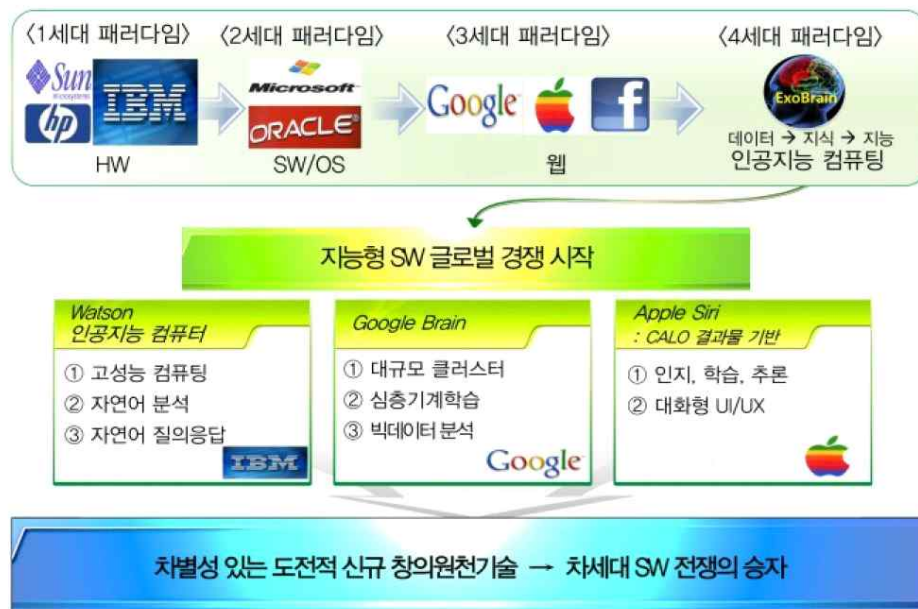 〈1세대 패러다임〉 〈2세대 패러다임〉 〈3세대 패러다임〉 〈4세대 패러다임〉
Sun
microsystems
hp
IBM
Microsoft
ORACLE
Google
f
ExoBrain
데이터 → 지식 → 지능
HW SW/OS 웹 인공지능 컴퓨팅
지능형 SW 글로벌 경쟁 시작
Watson
인공지능 컴퓨터
① 고성능 컴퓨팅
② 자연어 분석
③ 자연어 질의응답
IBM
Google Brain
① 대규모 클러스터
② 심층기계학습
③ 빅데이터 분석
Google
Apple Siri
: CALO 결과물 기반
① 인지, 학습, 추론
② 대화형 UI/UX
차별성 있는 도전적 신규 창의원천기술 → 차세대 SW 전쟁의 승자